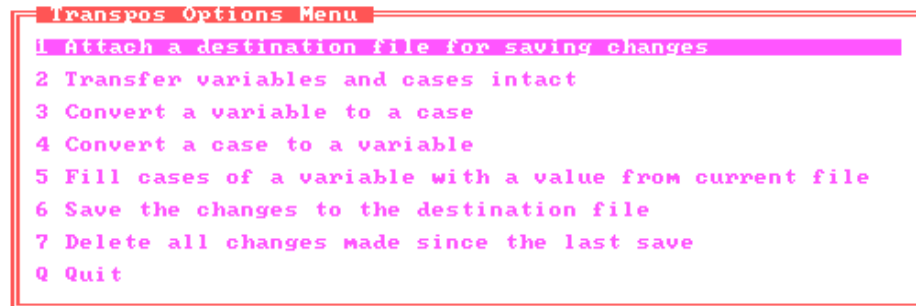 Transpos Options Menu
1 Attach a destination file for saving changes
2 Transfer variables and cases intact
3 Convert a variable to a case
4 Convert a case to a variable
5 Fill cases of a variable with a value from current file
6 Save the changes to the destination file
7 Delete all changes made since the last save
Q Quit